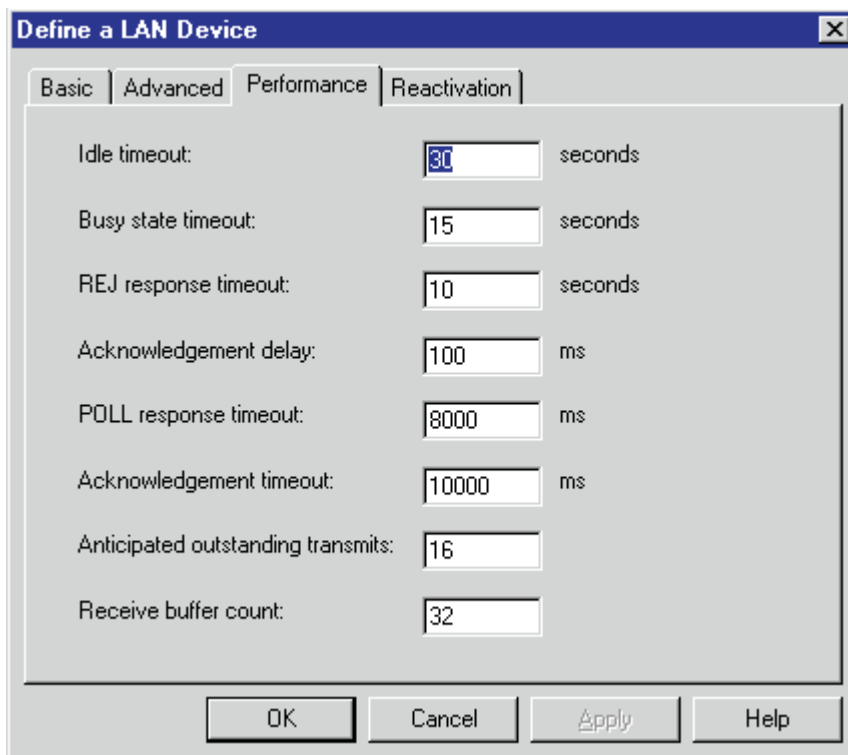 Define a LAN Device
Basic Advanced Performance Reactivation
Idle timeout: 30 seconds
Busy state timeout: 15 seconds
REJ response timeout: 10 seconds
Acknowledgement delay: 100 ms
POLL response timeout: 8000 ms
Acknowledgement timeout: 10000 ms
Anticipated outstanding transmits: 16
Receive buffer count: 32
OK Cancel Apply Help